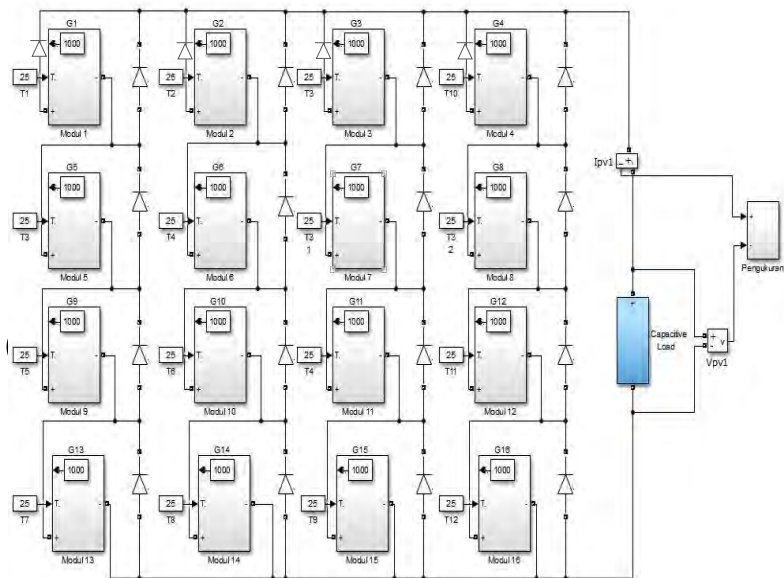 G1
G2
G3
G4
1000
1000
1000
1000
25
T.
-
25
T.
-
25
T.
-
25
T.
-
T1
T2
T3
T10
+
+
+
+
Modul 1
Modul 2
Modul 3
Modul 4
Ipv1
G5
G6
G7
G8
1000
1000
1000
1000
25
T.
-
25
T.
-
25
T.
-
25
T.
-
T3
T4
T3
1
T3
2
+
+
+
+
Modul 5
Modul 6
Modul 7
Modul 8
+
-
Pengukuran
G9
G10
G11
G12
1000
1000
1000
1000
25
T.
-
25
T.
-
25
T.
-
25
T.
-
T5
T6
T4
T11
+
+
+
+
Modul 9
Modul 10
Modul 11
Modul 12
Capacitive
Load
+
-
v
Vpv1
G13
G14
G15
G16
1000
1000
1000
1000
25
T.
-
25
T.
-
25
T.
-
25
T.
-
T7
T8
T9
T12
+
+
+
+
Modul 13
Modul 14
Modul 15
Modul 16